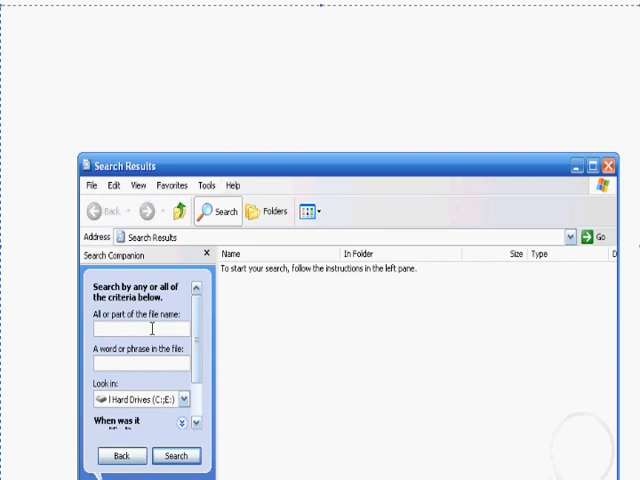 Search Results
File Edit View Favorites Tools Help
Back Search Folders
Address Search Results Go
Search Companion X Name In Folder Size Type D
To start your search, follow the instructions in the left pane.
Search by any or all of
the criteria below.
All or part of the file name:
A word or phrase in the file:
Look in:
l Hard Drives (C:;E:)
When was it
Back Search